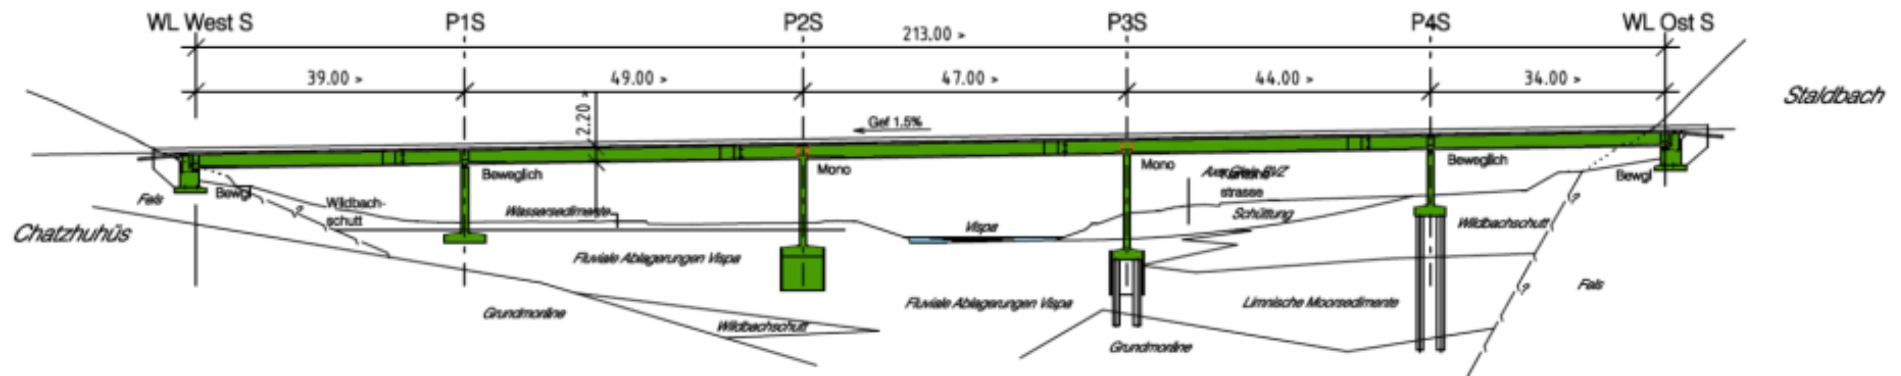 WL West S
P1S
P2S
P3S
P4S
WL Ost S
213.00 >
39.00 >
49.00 >
47.00 >
44.00 >
34.00 >
Staldbach
2.20 >
Gef 1.5%
Beweglich
Mono
Mono
Beweglich
Bewgl
Bewgl
Fels
Wildbach-
schutt
Wassersedimente
Vispa
strasse
Schüttung
Wildbachschutt
Chatzhuhüs
Fluviale Ablagerungen Vispa
Fluviale Ablagerungen Vispa
Limnische Moorsedimente
Fels
Grundmoräne
Wildbachschutt
Grundmoräne